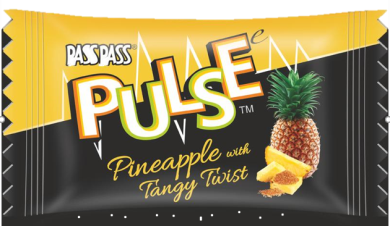 PASS PASS®
PULSE e
TM
Pineapple with
Tangy Twist